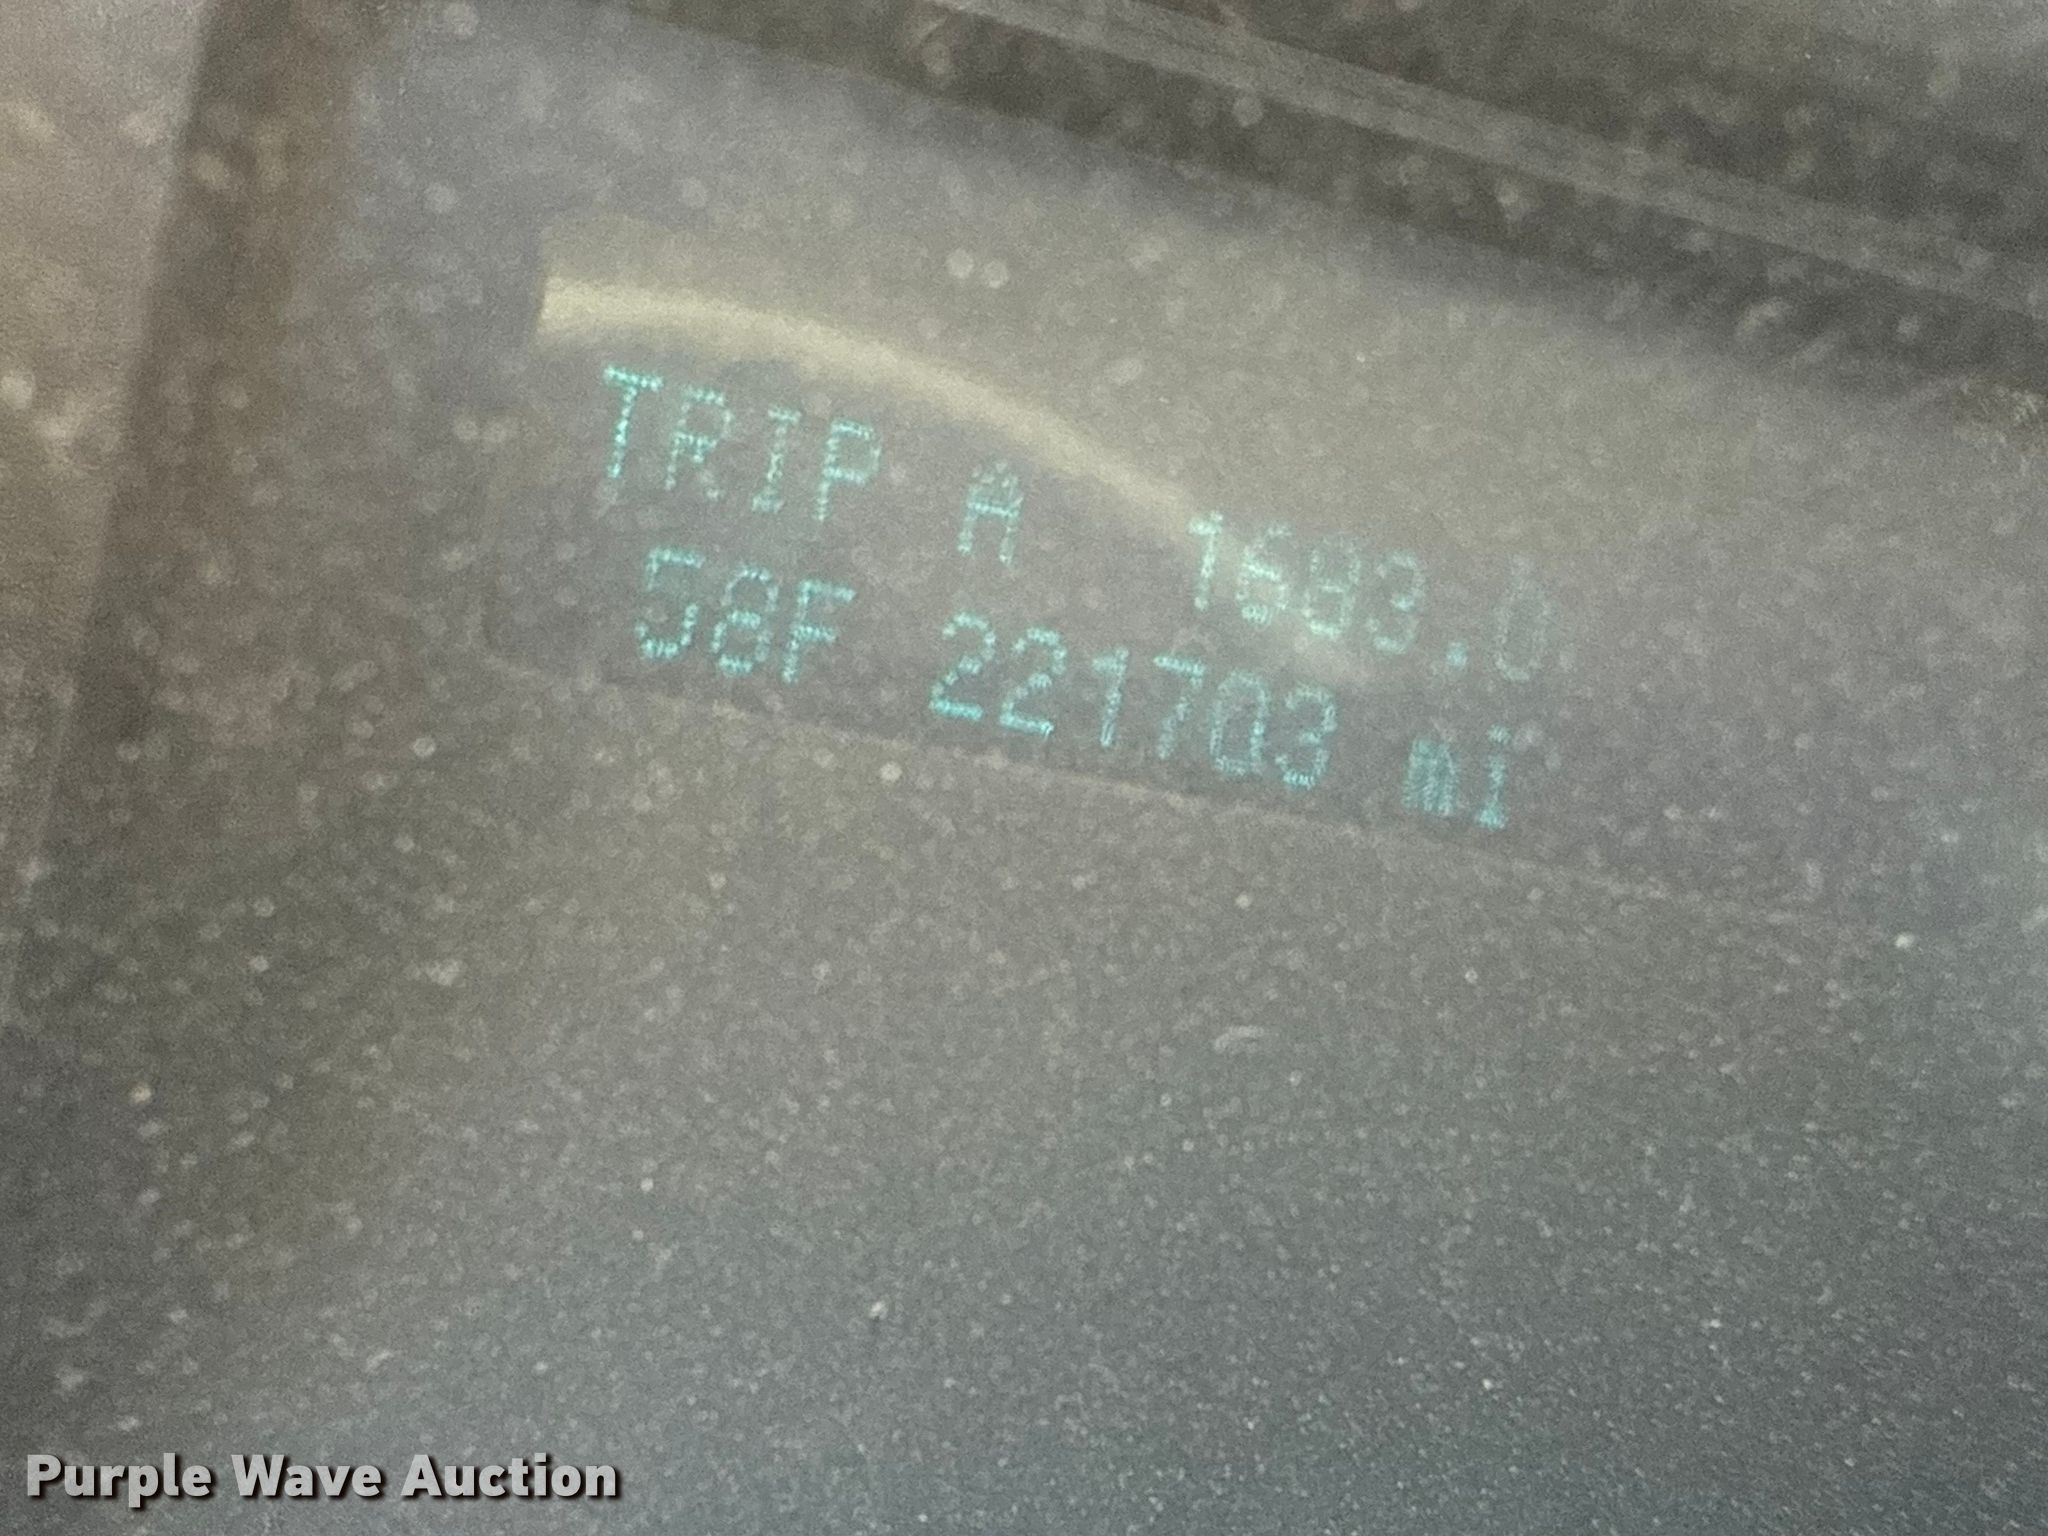 TRIP A 1683.0
58F 221703 mi
Purple Wave Auction